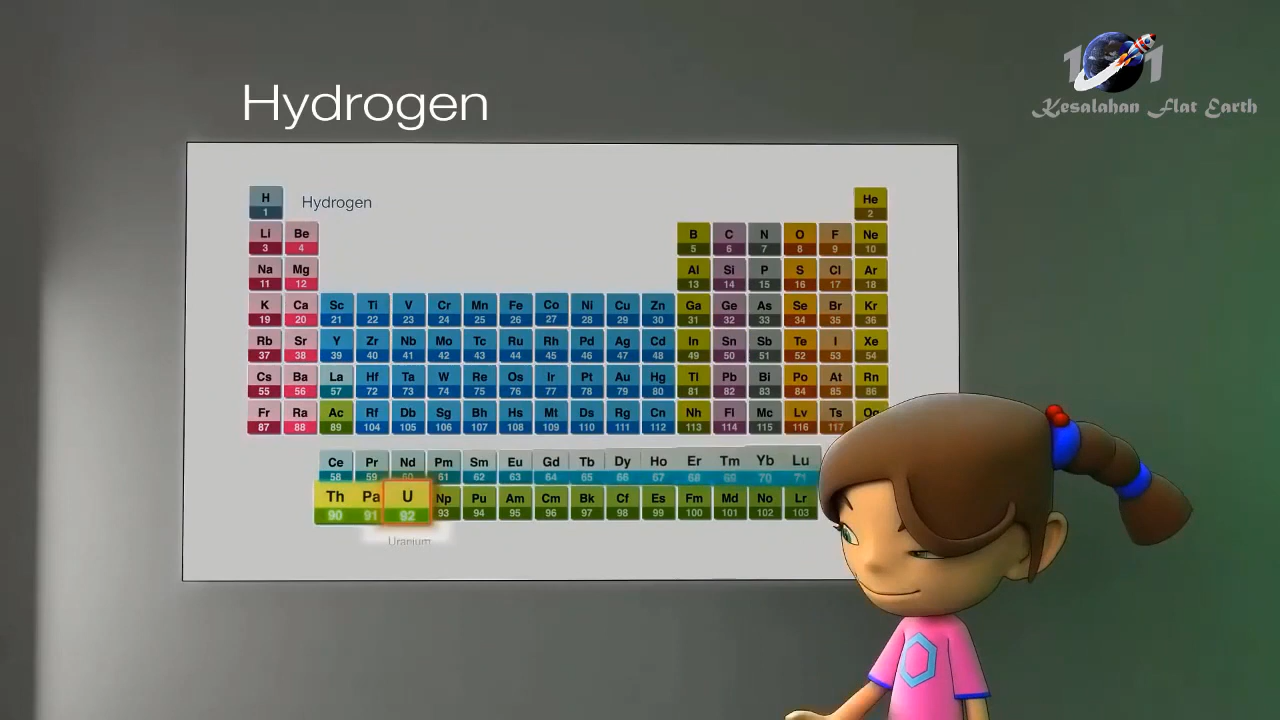 101
Kesalahan Flat Earth
Hydrogen
H Hydrogen He
1 2
Li Be B C N O F Ne
3 4 5 6 7 8 9 10
Na Mg Al Si P S Cl Ar
11 12 13 14 15 16 17 18
K Ca Sc Ti V Cr Mn Fe Co Ni Cu Zn Ga Ge As Se Br Kr
19 20 21 22 23 24 25 26 27 28 29 30 31 32 33 34 35 36
Rb Sr Y Zr Nb Mo Tc Ru Rh Pd Ag Cd In Sn Sb Te I Xe
37 38 39 40 41 42 43 44 45 46 47 48 49 50 51 52 53 54
Cs Ba La Hf Ta W Re Os Ir Pt Au Hg Tl Pb Bi Po At Rn
55 56 57 72 73 74 75 76 77 78 79 80 81 82 83 84 85 86
Fr Ra Ac Rf Db Sg Bh Hs Mt Ds Rg Cn Nh Fl Mc Lv Ts Og
87 88 89 104 105 106 107 108 109 110 111 112 113 114 115 116 117
Ce Pr Nd Pm Sm Eu Gd Tb Dy Ho Er Tm Yb Lu
58 59 60 61 62 63 64 65 66 67 68 69 70 71
Th Pa U Np Pu Am Cm Bk Cf Es Fm Md No Lr
90 91 92 93 94 95 96 97 98 99 100 101 102 103
Uranium